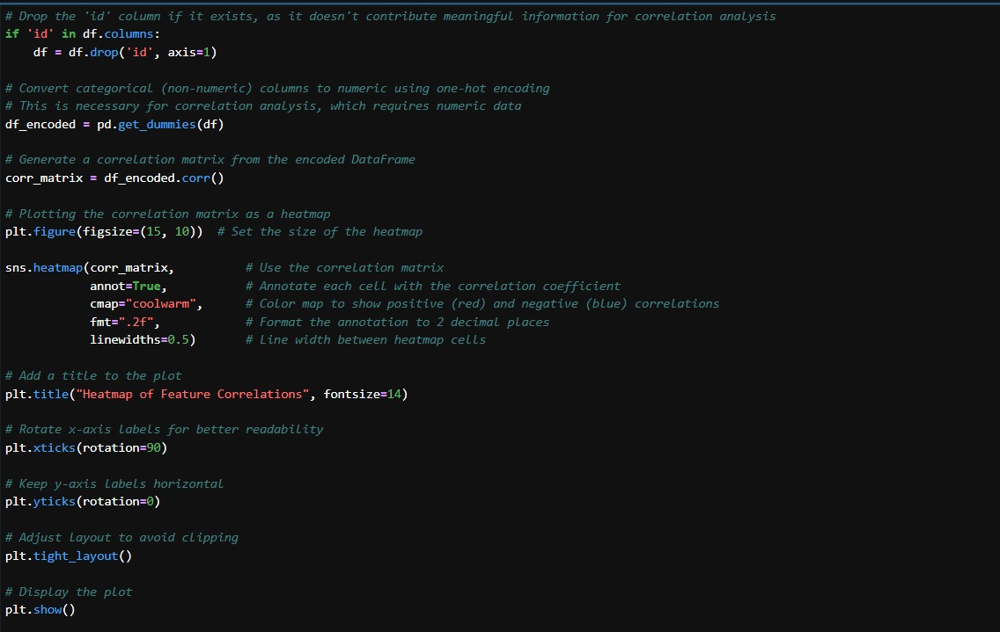 # Drop the 'id' column if it exists, as it doesn't contribute meaningful information for correlation analysis
if 'id' in df.columns:
    df = df.drop('id', axis=1)

# Convert categorical (non-numeric) columns to numeric using one-hot encoding
# This is necessary for correlation analysis, which requires numeric data
df_encoded = pd.get_dummies(df)

# Generate a correlation matrix from the encoded DataFrame
corr_matrix = df_encoded.corr()

# Plotting the correlation matrix as a heatmap
plt.figure(figsize=(15, 10))  # Set the size of the heatmap

sns.heatmap(corr_matrix,          # Use the correlation matrix
            annot=True,           # Annotate each cell with the correlation coefficient
            cmap="coolwarm",      # Color map to show positive (red) and negative (blue) correlations
            fmt=".2f",            # Format the annotation to 2 decimal places
            linewidths=0.5)       # Line width between heatmap cells

# Add a title to the plot
plt.title("Heatmap of Feature Correlations", fontsize=14)

# Rotate x-axis labels for better readability
plt.xticks(rotation=90)

# Keep y-axis labels horizontal
plt.yticks(rotation=0)

# Adjust layout to avoid clipping
plt.tight_layout()

# Display the plot
plt.show()